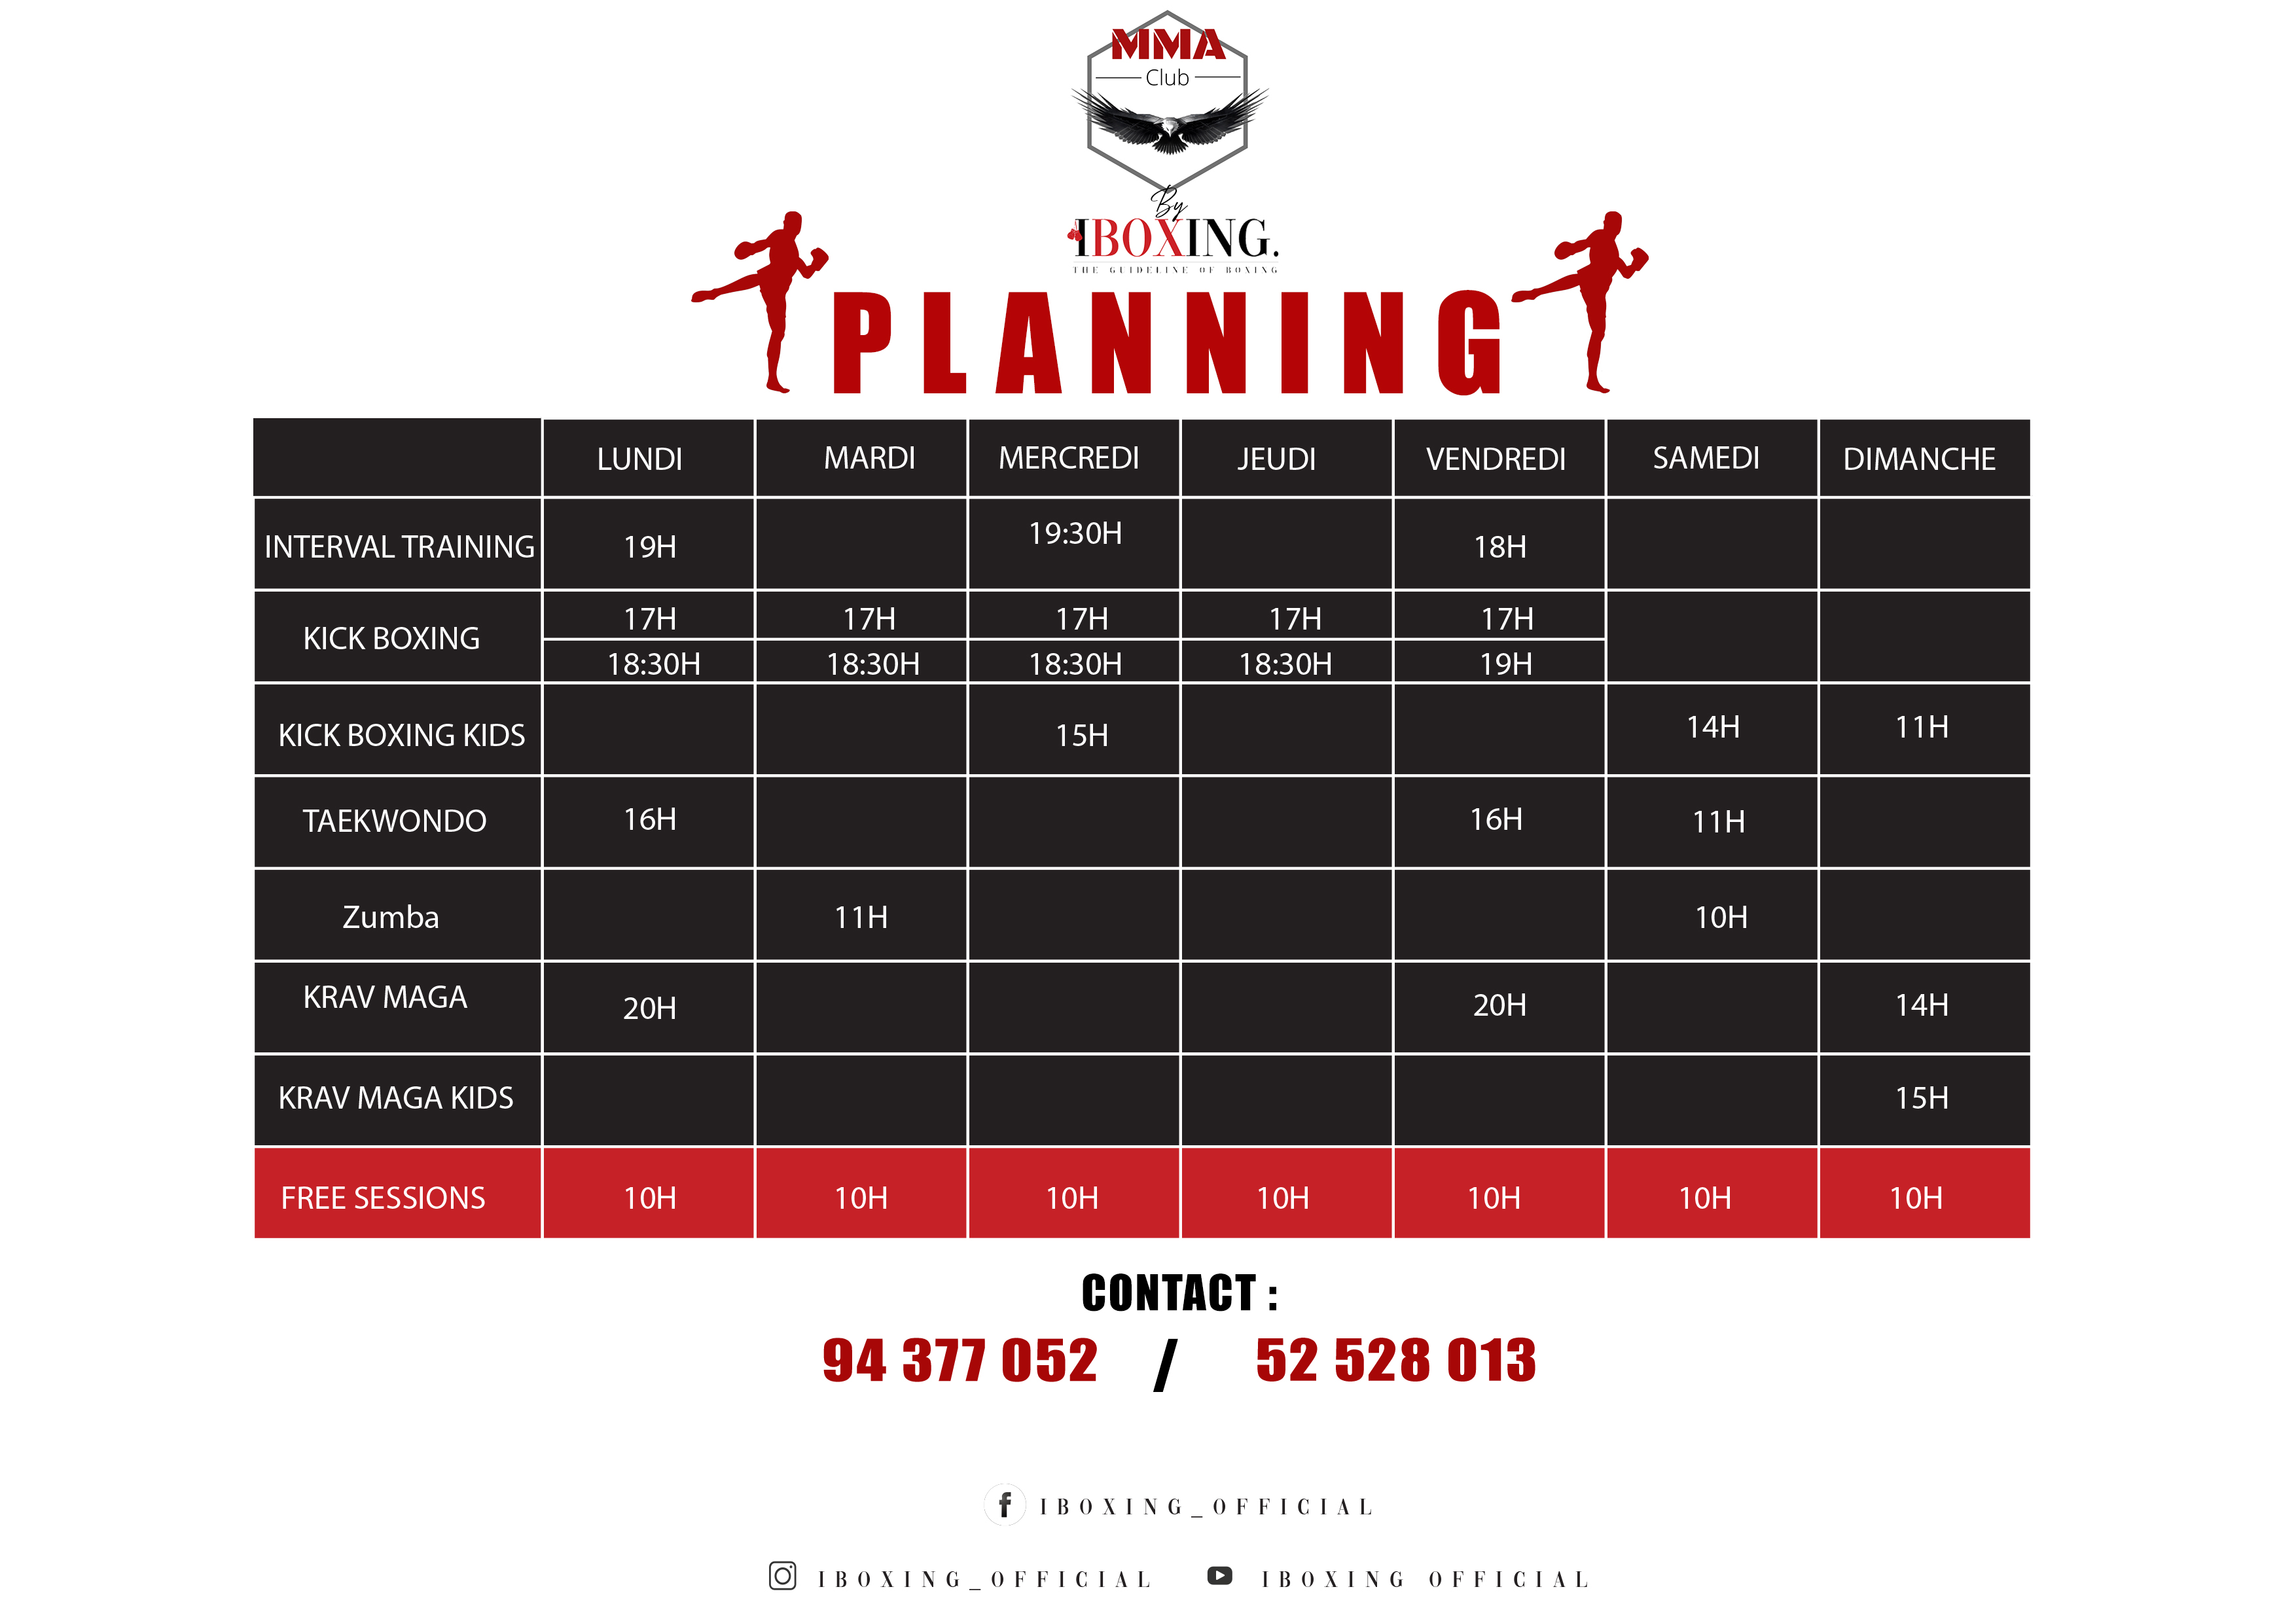 MMA
Club
By
IBOXING.
THE GUIDELINE OF BOXING
PLANNING
LUNDI MARDI MERCREDI JEUDI VENDREDI SAMEDI DIMANCHE
INTERVAL TRAINING 19H 19:30H 18H
KICK BOXING
17H 17H 17H 17H 17H
18:30H 18:30H 18:30H 18:30H 19H
KICK BOXING KIDS 15H 14H 11H
TAEKWONDO 16H 16H 11H
Zumba 11H 10H
KRAV MAGA 20H 20H 14H
KRAV MAGA KIDS 15H
FREE SESSIONS 10H 10H 10H 10H 10H 10H 10H
CONTACT :
94 377 052 / 52 528 013
IBOXING_OFFICIAL
IBOXING_OFFICIAL IBOXING OFFICIAL